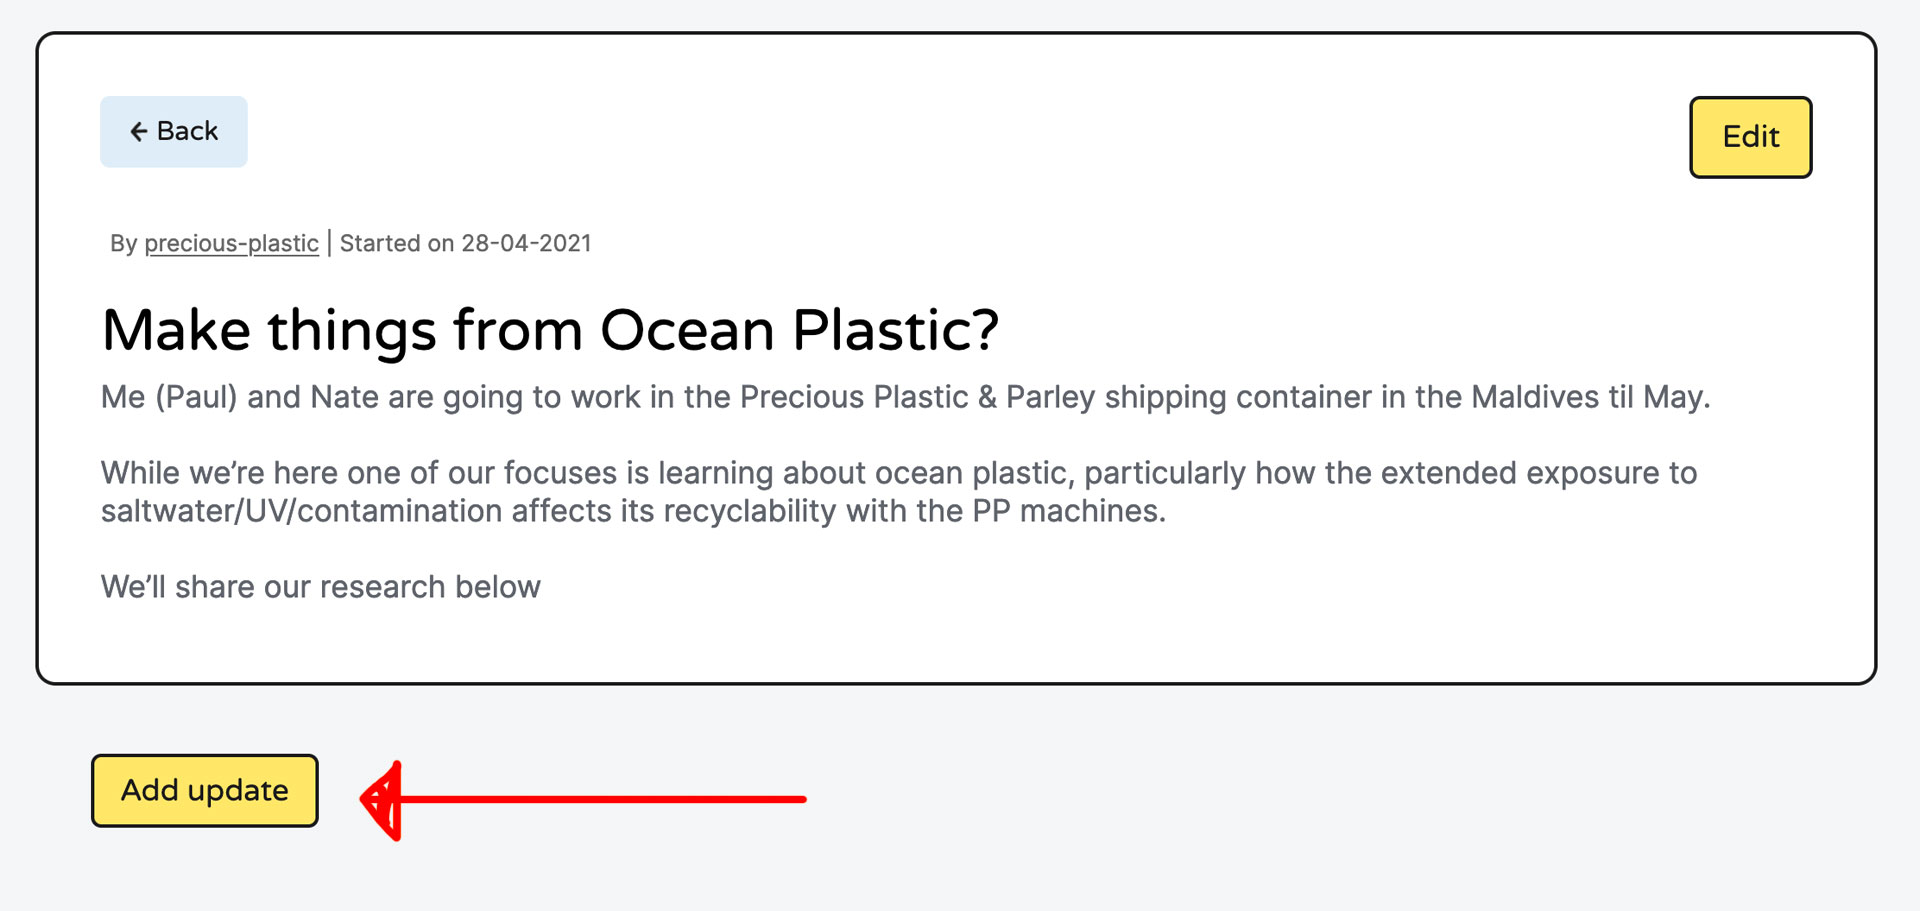 ← Back
Edit
By precious-plastic | Started on 28-04-2021
Make things from Ocean Plastic?
Me (Paul) and Nate are going to work in the Precious Plastic & Parley shipping container in the Maldives til May.
While we’re here one of our focuses is learning about ocean plastic, particularly how the extended exposure to
saltwater/UV/contamination affects its recyclability with the PP machines.
We’ll share our research below
Add update